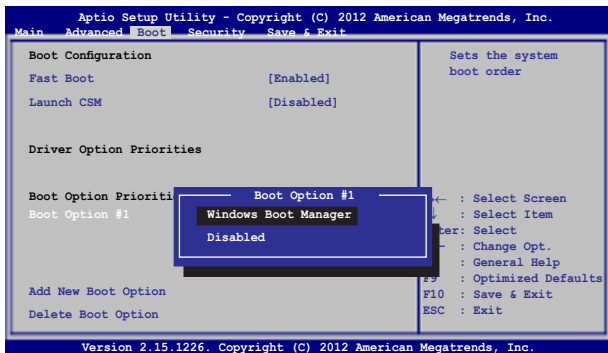 Aptio Setup Utility - Copyright (C) 2012 American Megatrends, Inc.
Main Advanced Boot Security Save & Exit
Boot Configuration
Fast Boot [Enabled]
Launch CSM [Disabled]
Driver Option Priorities
Boot Option Prioriti
Boot Option #1
Add New Boot Option
Delete Boot Option
Boot Option #1
Windows Boot Manager
Disabled
Sets the system
boot order
→← : Select Screen
↓ : Select Item
ter: Select
— : Change Opt.
: General Help
F9 : Optimized Defaults
F10 : Save & Exit
ESC : Exit
Version 2.15.1226. Copyright (C) 2012 American Megatrends, Inc.